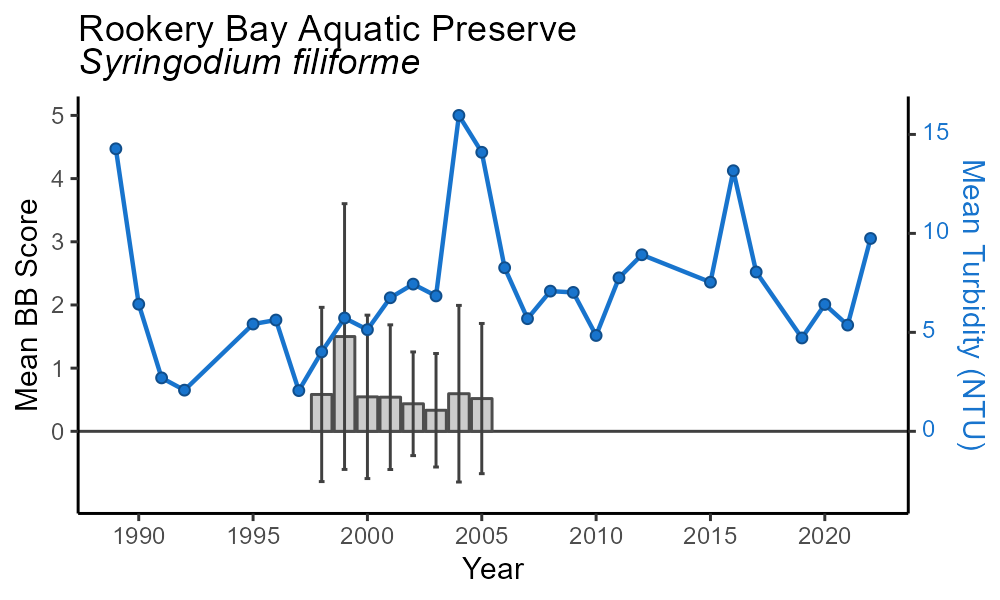 Rookery Bay Aquatic Preserve
Syringodium filiforme
Mean BB Score
5
4
3
2
1
0
15
10
5
0
Mean Turbidity (NTU)
1990 1995 2000 2005 2010 2015 2020
Year